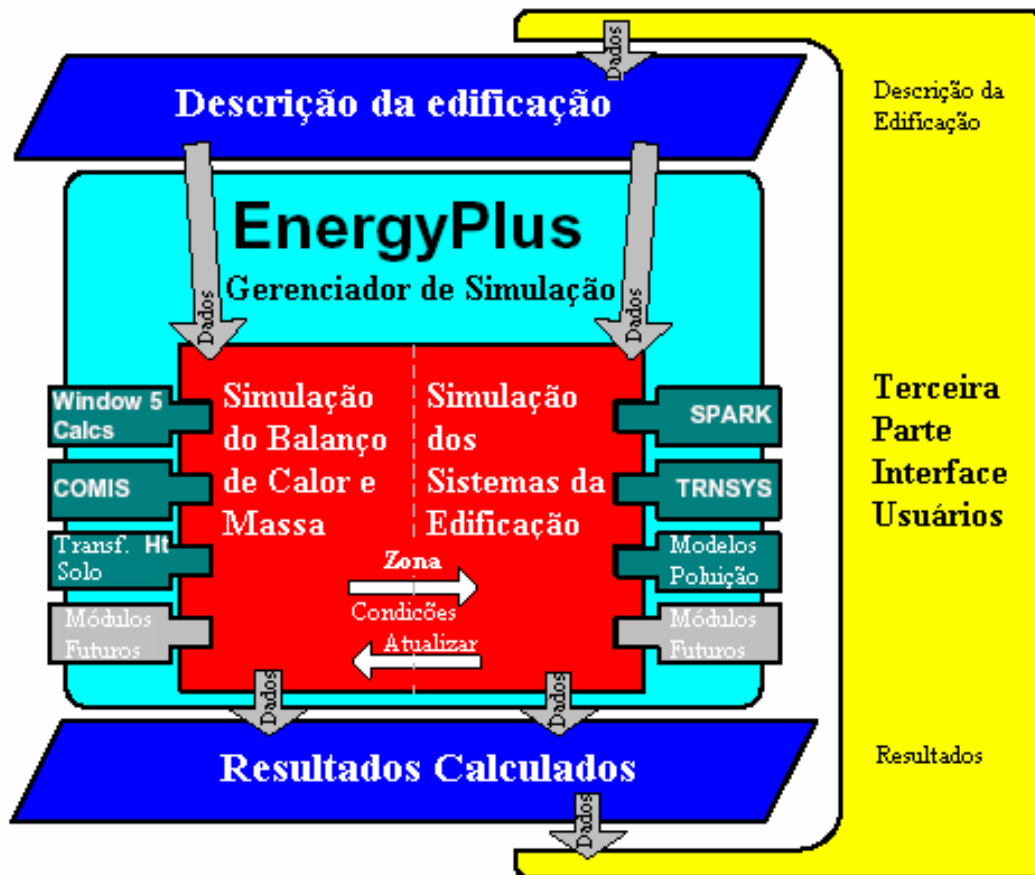 Dados
Descrição da edificação
Descrição da
Edificação
EnergyPlus
Gerenciador de Simulação
Dados
Dados
Window 5
Calcs
COMIS
Transf. Ht
Solo
Módulos
Futuros
Simulação
do Balanço
de Calor e
Massa
Simulação
dos
Sistemas da
Edificação
Zona
Condicões
Atualizar
SPARK
TRNSYS
Modelos
Poluição
Módulos
Futuros
Terceira
Parte
Interface
Usuários
Dados
Dados
Resultados Calculados
Resultados
Dados